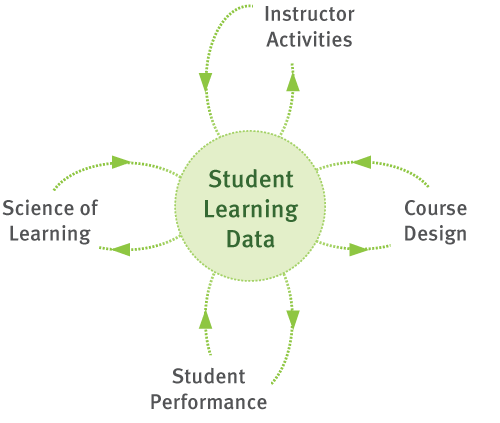 Instructor
Activities
Student
Learning
Data
Science of
Learning
Course
Design
Student
Performance